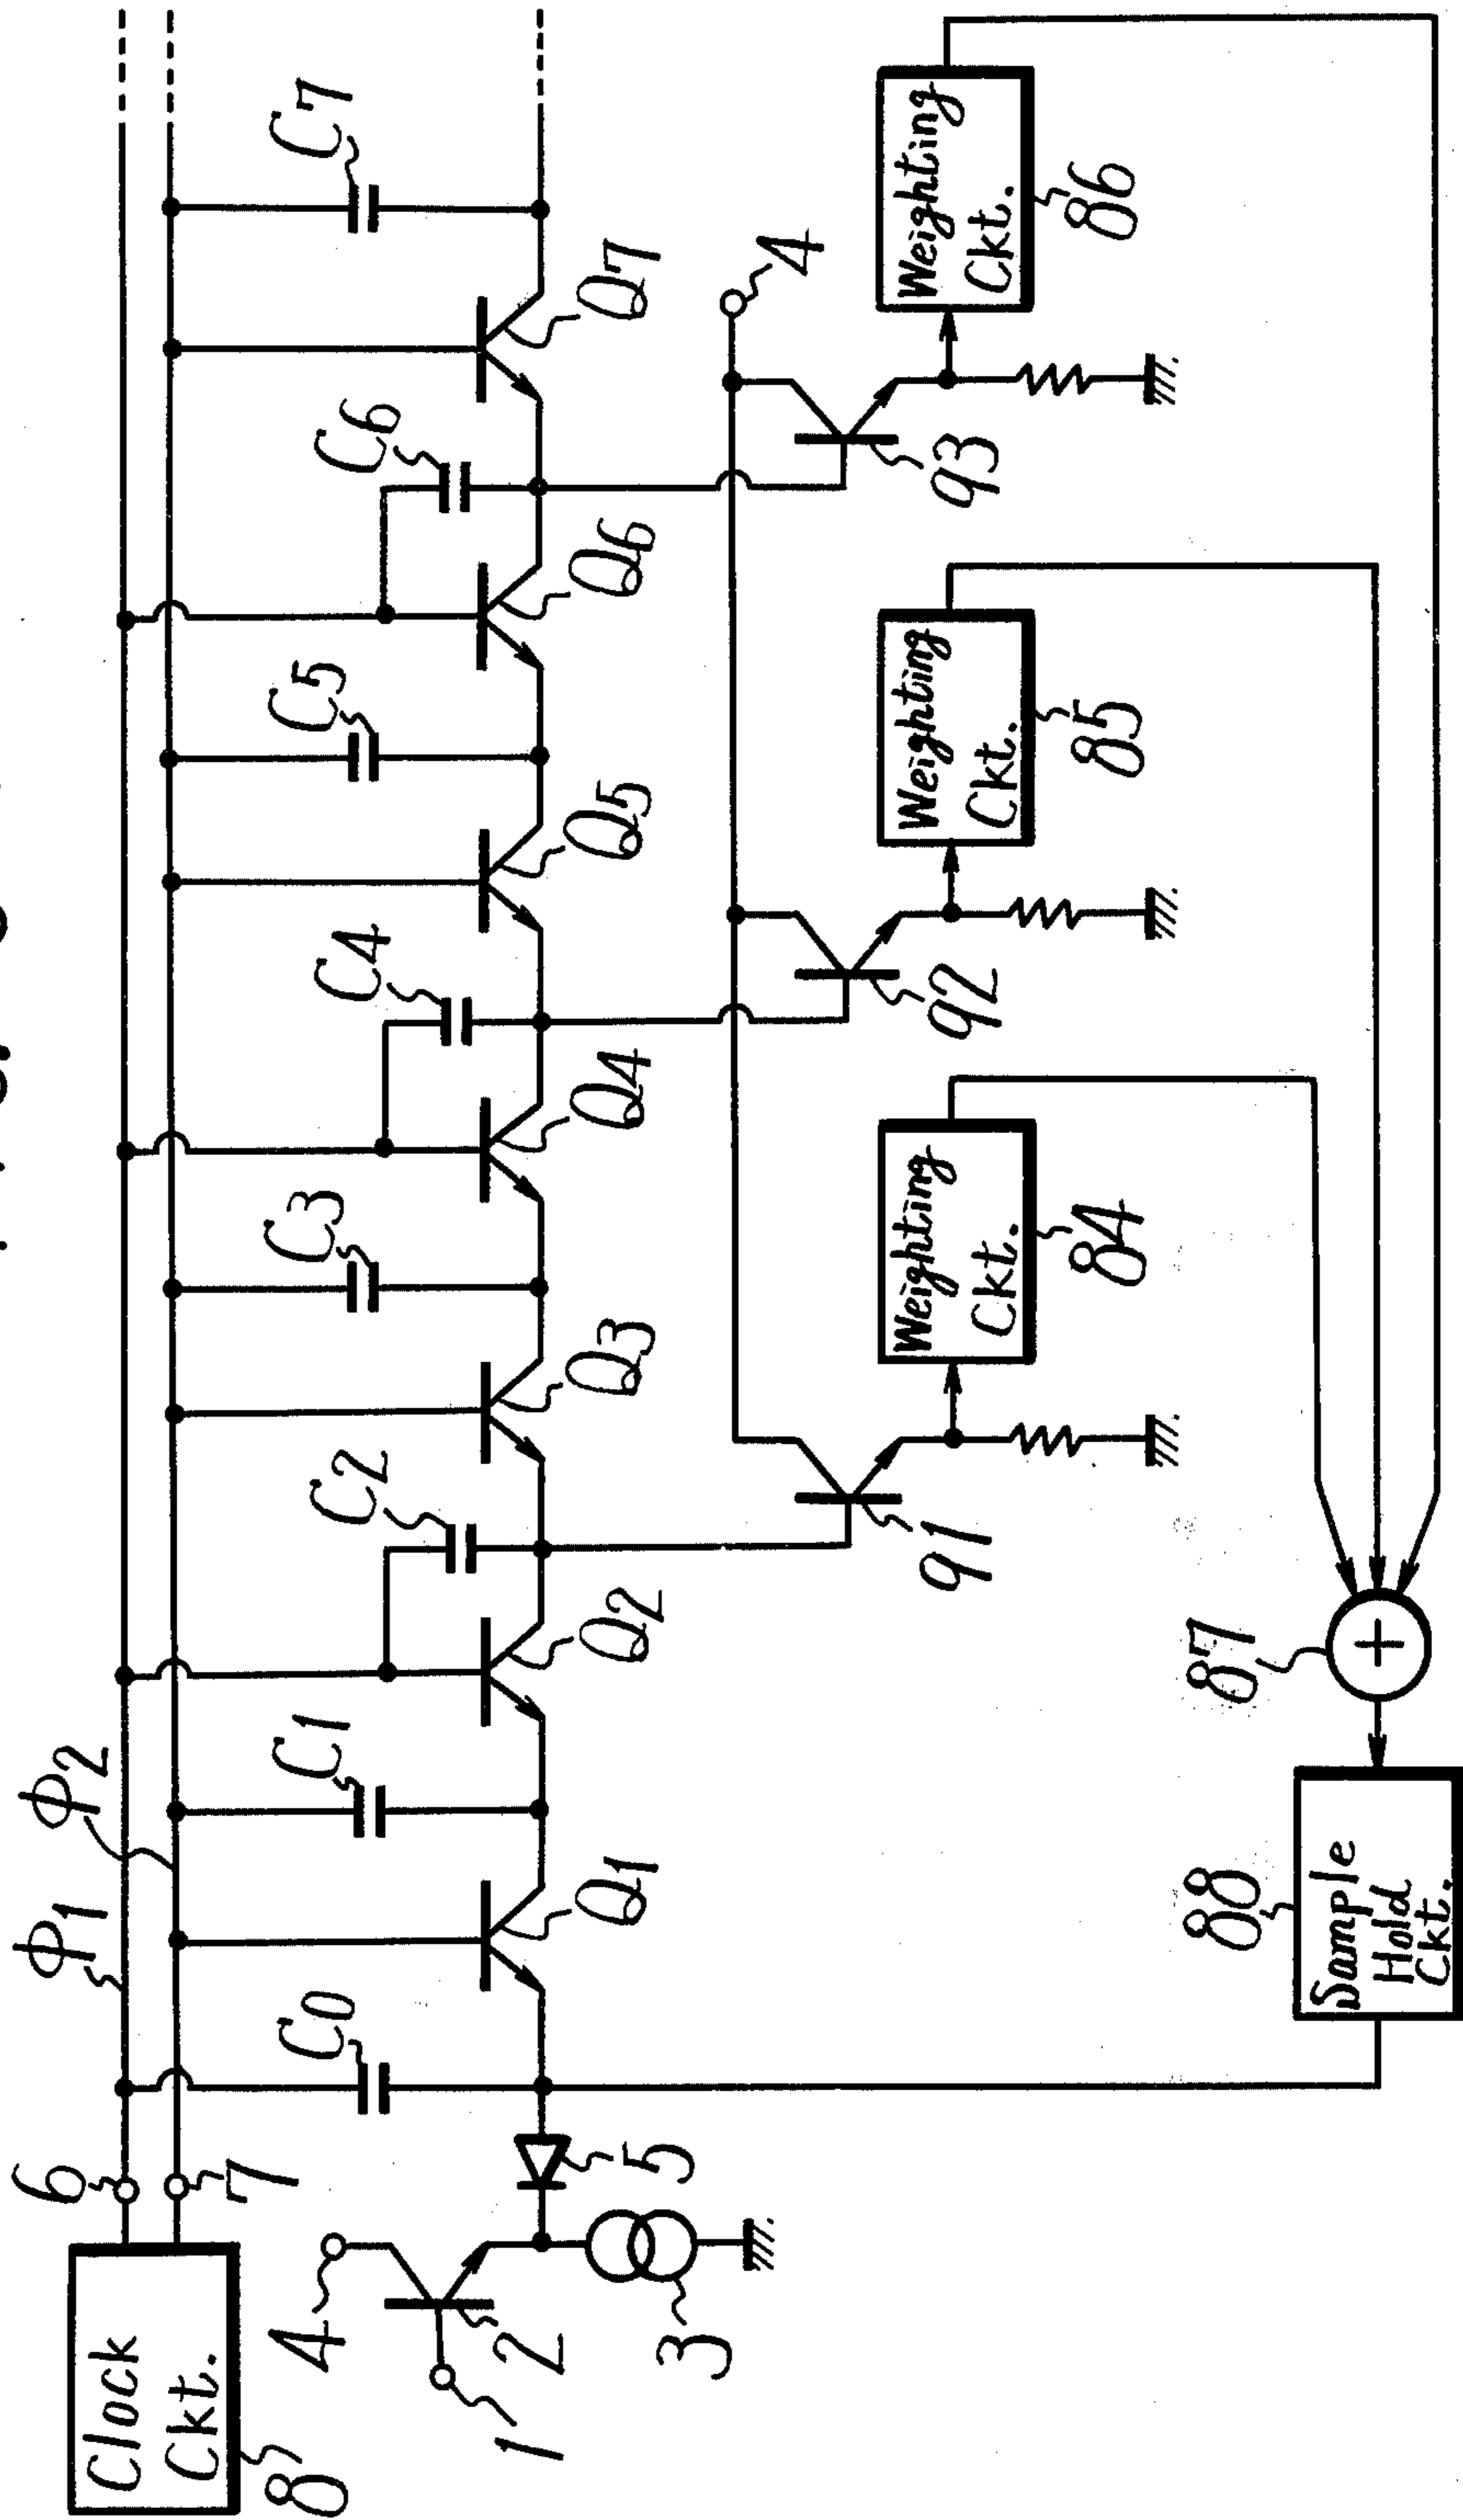 Clock
Ckt.
8
6
7
Φ1
Φ2
4
1
2
3
5
C0
C1
C2
C3
C4
C5
C6
C7
Q1
Q2
Q3
Q4
Q5
Q6
Q7
4
q1
q2
q3
Weighting
Ckt.
84
Weighting
Ckt.
85
Weighting
Ckt.
86
+
87
Sample
Hold
Ckt.
88